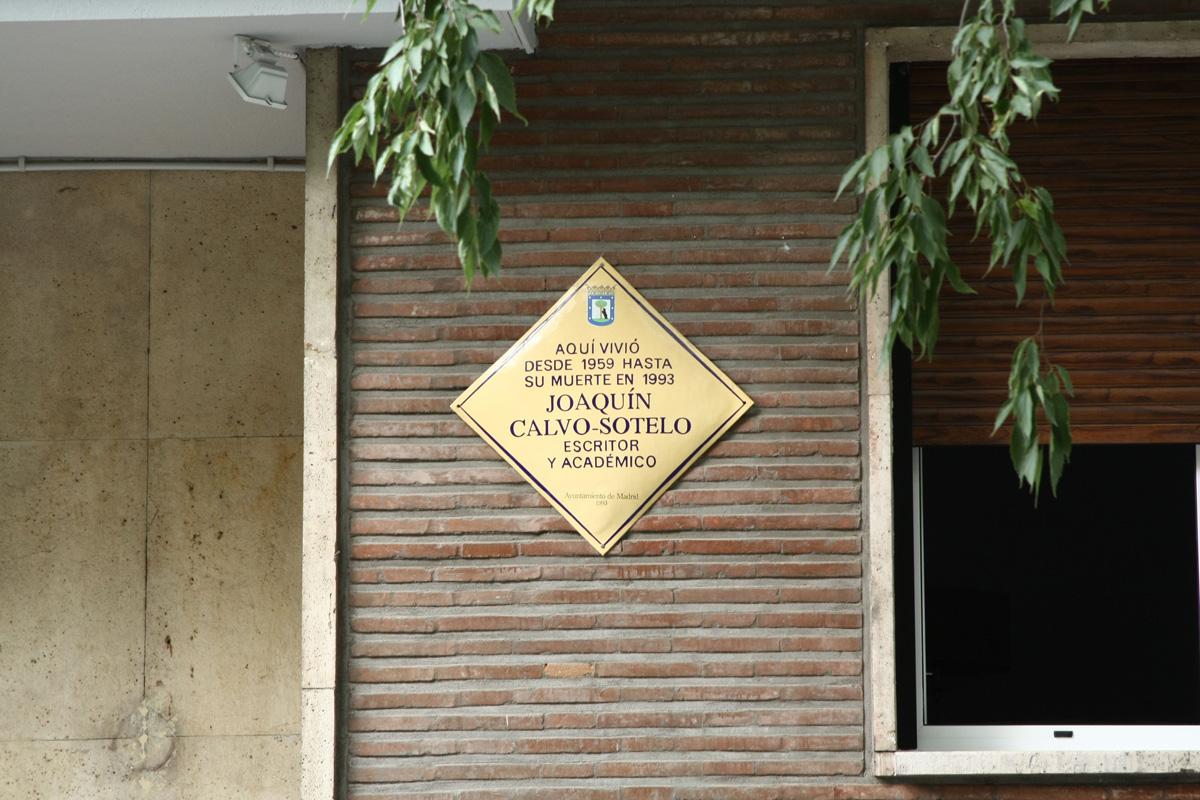 AQUÍ VIVIÓ
DESDE 1959 HASTA
SU MUERTE EN 1993
JOAQUÍN
CALVO-SOTELO
ESCRITOR
Y ACADÉMICO
Ayuntamiento de Madrid